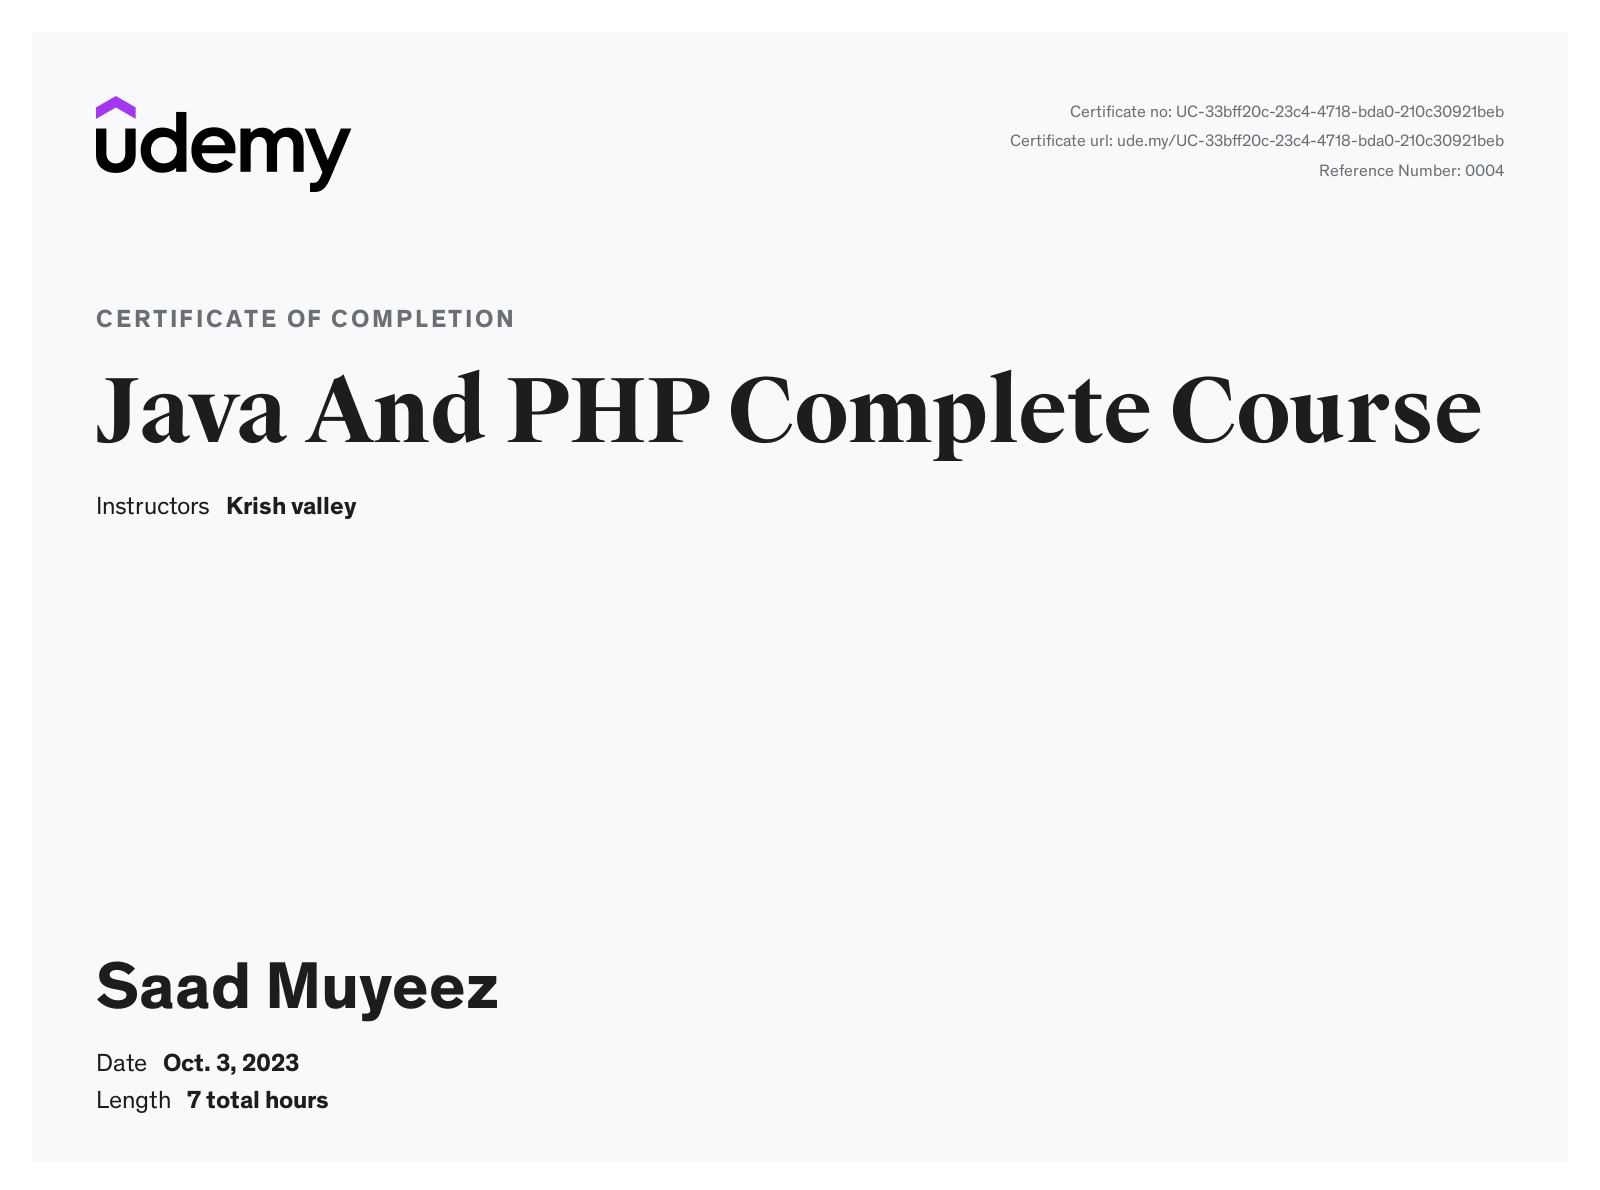 udemy
Certificate no: UC-33bff20c-23c4-4718-bda0-210c30921beb
Certificate url: ude.my/UC-33bff20c-23c4-4718-bda0-210c30921beb
Reference Number: 0004
CERTIFICATE OF COMPLETION
Java And PHP Complete Course
Instructors Krish valley
Saad Muyeez
Date Oct. 3, 2023
Length 7 total hours